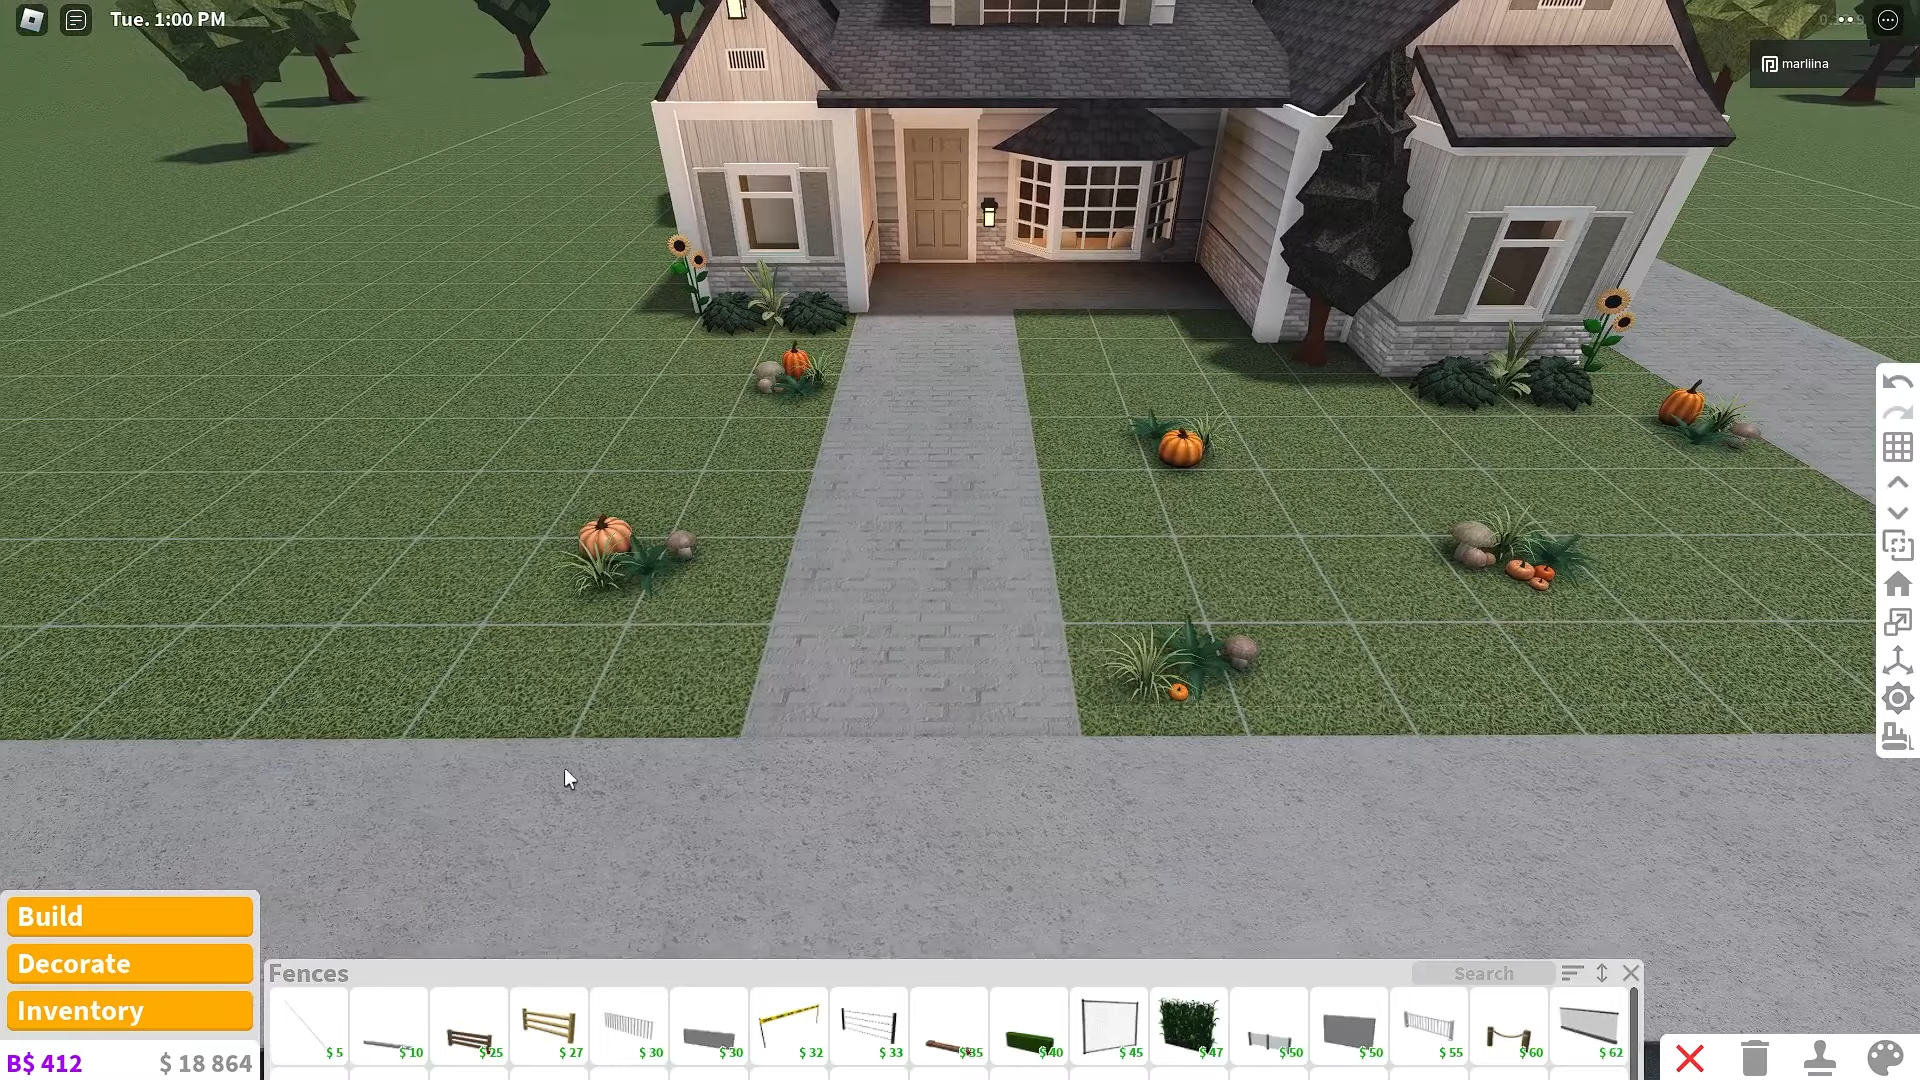 Tue. 1:00 PM
marliina
Build
Decorate
Inventory
B$ 412
$ 18 864
Fences
Search
$ 5
$ 10
$ 25
$ 27
$ 30
$ 30
$ 32
$ 33
$ 35
$ 40
$ 45
$ 47
$ 50
$ 50
$ 55
$ 60
$ 62